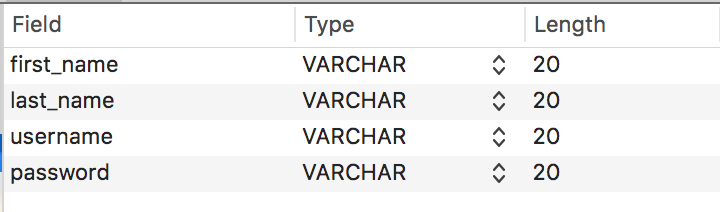 Field Type Length
first_name VARCHAR 20
last_name VARCHAR 20
username VARCHAR 20
password VARCHAR 20